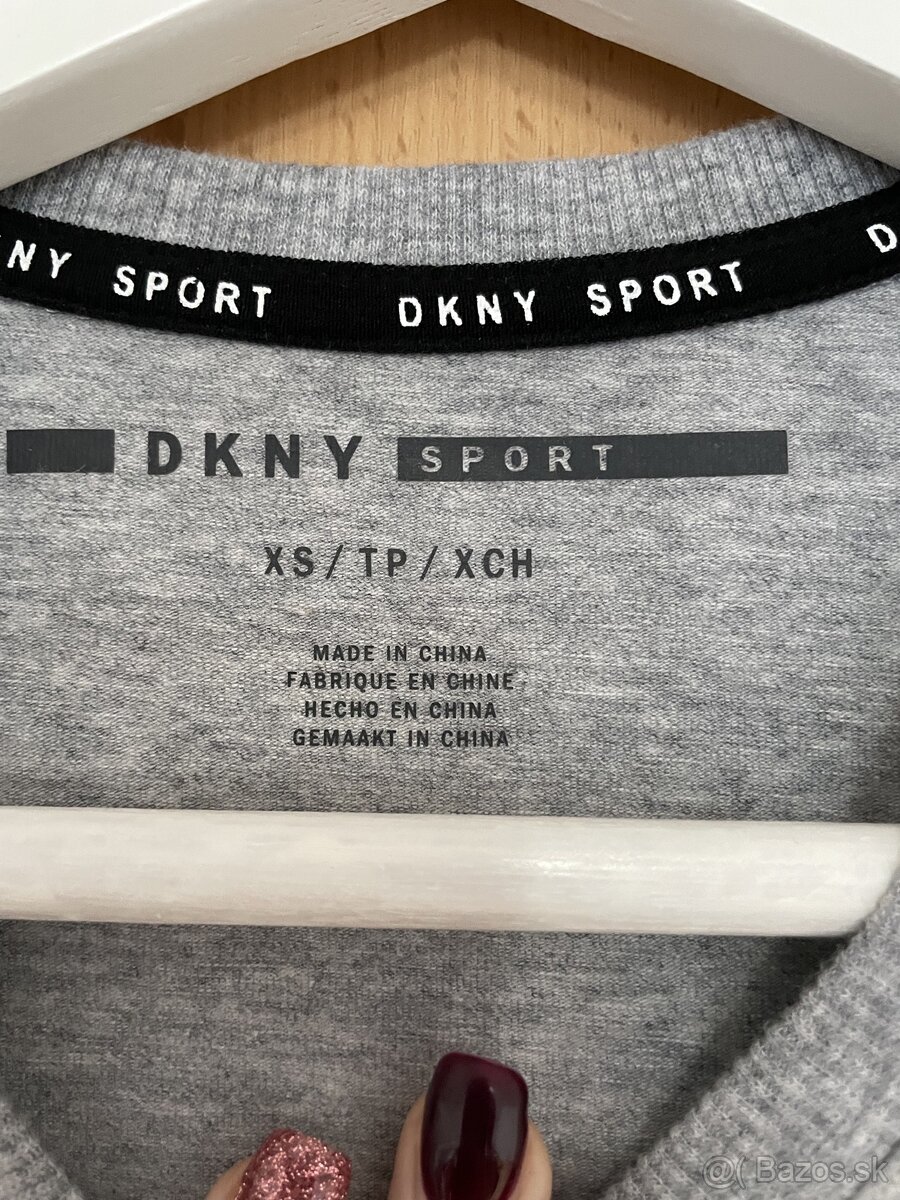 NY SPORT DKNY SPORT D
DKNY SPORT
XS/TP/XCH
MADE IN CHINA
FABRIQUE EN CHINE
HECHO EN CHINA
GEMAAKT IN CHINA
@( Bazos.sk